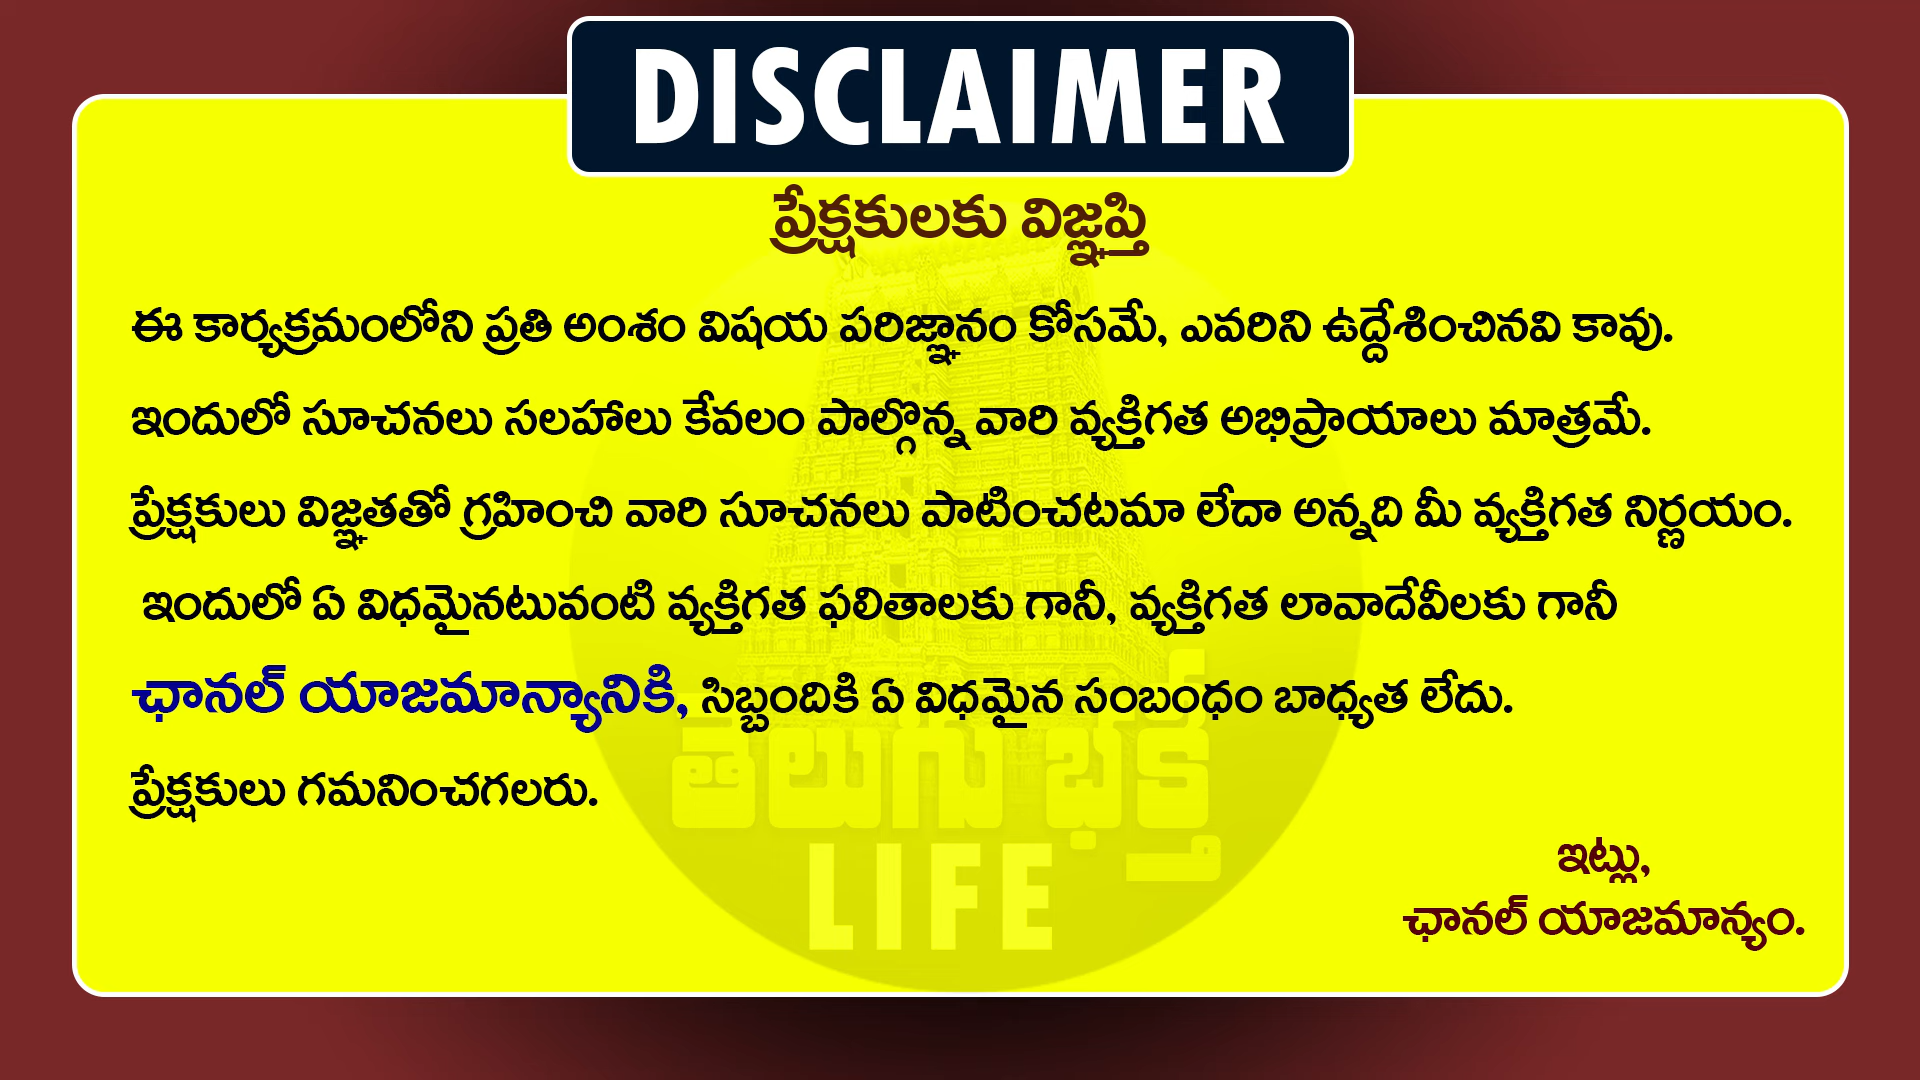 DISCLAIMER
ప్రేక్షకులకు విజ్ఞప్తి
ఈ కార్యక్రమంలోని ప్రతి అంశం విషయ పరిజ్ఞానం కోసమే, ఎవరిని ఉద్దేశించినవి కావు.
ఇందులో సూచనలు సలహాలు కేవలం పాల్గొన్న వారి వ్యక్తిగత అభిప్రాయాలు మాత్రమే.
ప్రేక్షకులు విజ్ఞతతో గ్రహించి వారి సూచనలు పాటించటమా లేదా అన్నది మీ వ్యక్తిగత నిర్ణయం.
ఇందులో ఏ విధమైనటువంటి వ్యక్తిగత ఫలితాలకు గానీ, వ్యక్తిగత లావాదేవీలకు గానీ
ఛానల్ యాజమాన్యానికి, సిబ్బందికి ఏ విధమైన సంబంధం బాధ్యత లేదు.
తెలుగు భక్తి
ప్రేక్షకులు గమనించగలరు.
LIFE
ఇట్లు,
ఛానల్ యాజమాన్యం.